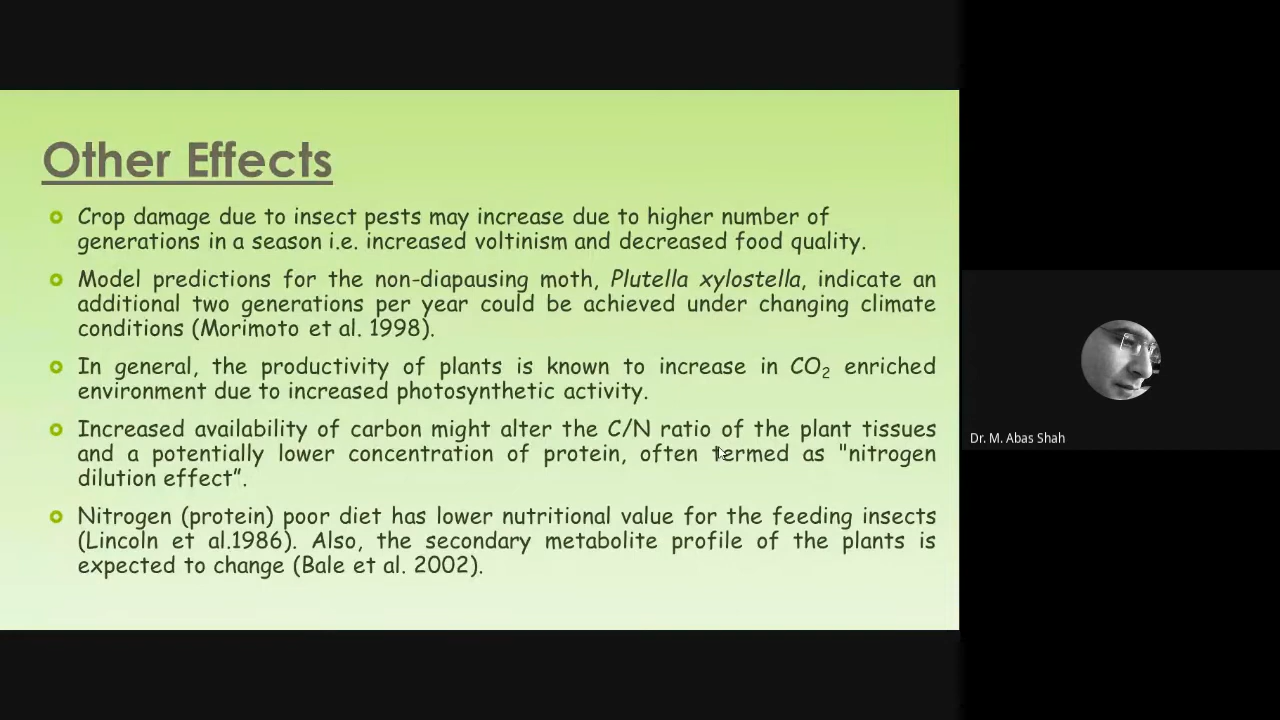 Other Effects
Crop damage due to insect pests may increase due to higher number of
generations in a season i.e. increased voltinism and decreased food quality.
Model predictions for the non-diapausing moth, Plutella xylostella, indicate an
additional two generations per year could be achieved under changing climate
conditions (Morimoto et al. 1998).
In general, the productivity of plants is known to increase in CO₂ enriched
environment due to increased photosynthetic activity.
Increased availability of carbon might alter the C/N ratio of the plant tissues
and a potentially lower concentration of protein, often termed as "nitrogen
dilution effect”.
Nitrogen (protein) poor diet has lower nutritional value for the feeding insects
(Lincoln et al.1986). Also, the secondary metabolite profile of the plants is
expected to change (Bale et al. 2002).
Dr. M. Abas Shah